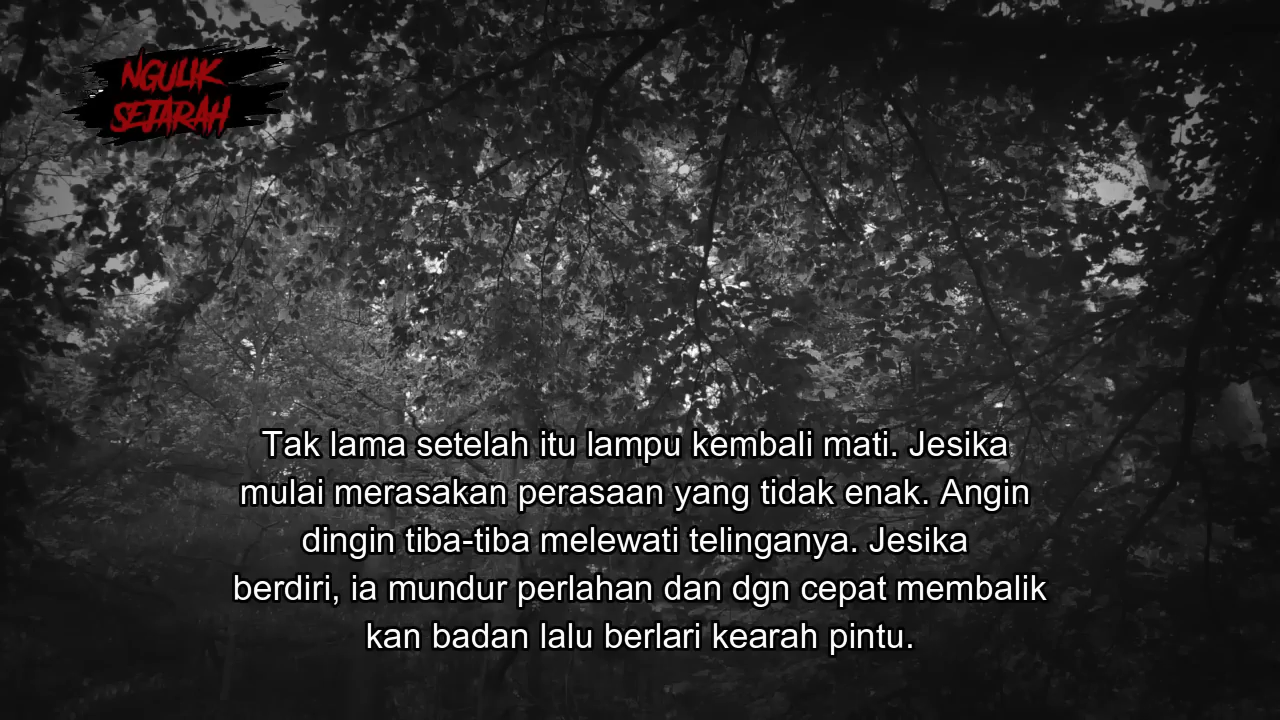 NGULIK
SEJARAH
Tak lama setelah itu lampu kembali mati. Jesika
mulai merasakan perasaan yang tidak enak. Angin
dingin tiba-tiba melewati telinganya. Jesika
berdiri, ia mundur perlahan dan dgn cepat membalik
kan badan lalu berlari kearah pintu.